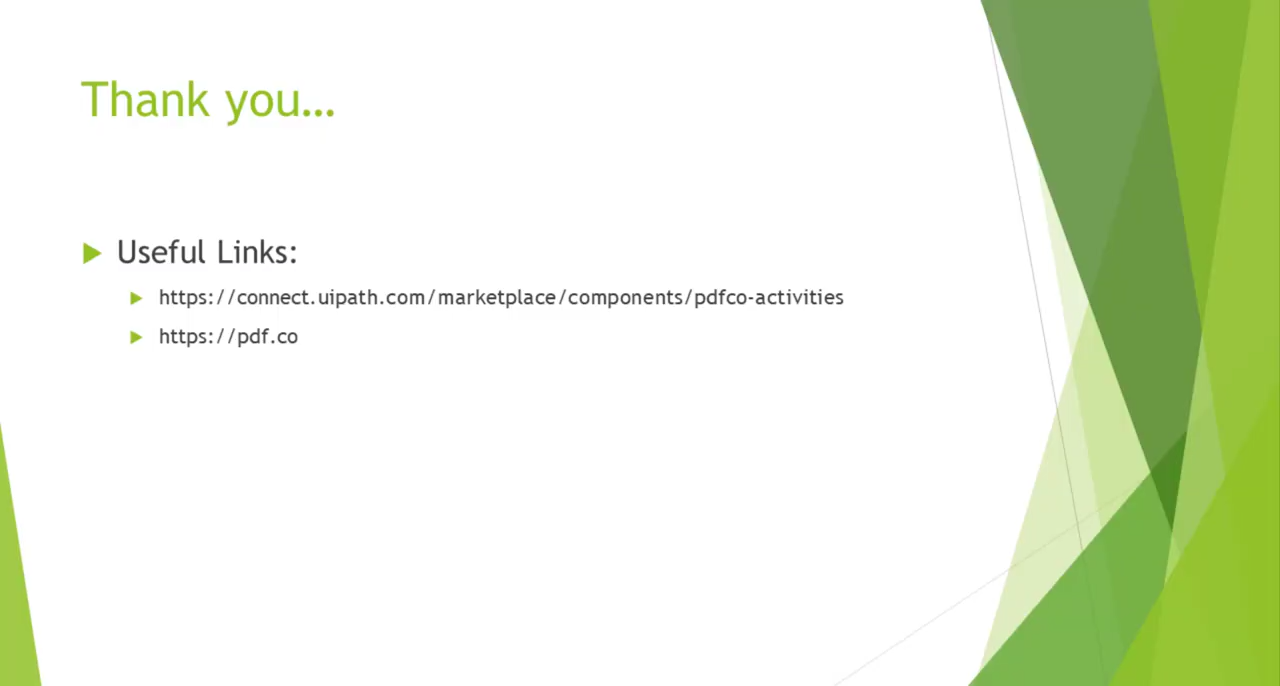 Thank you...
Useful Links:
https://connect.uipath.com/marketplace/components/pdfco-activities
https://pdf.co